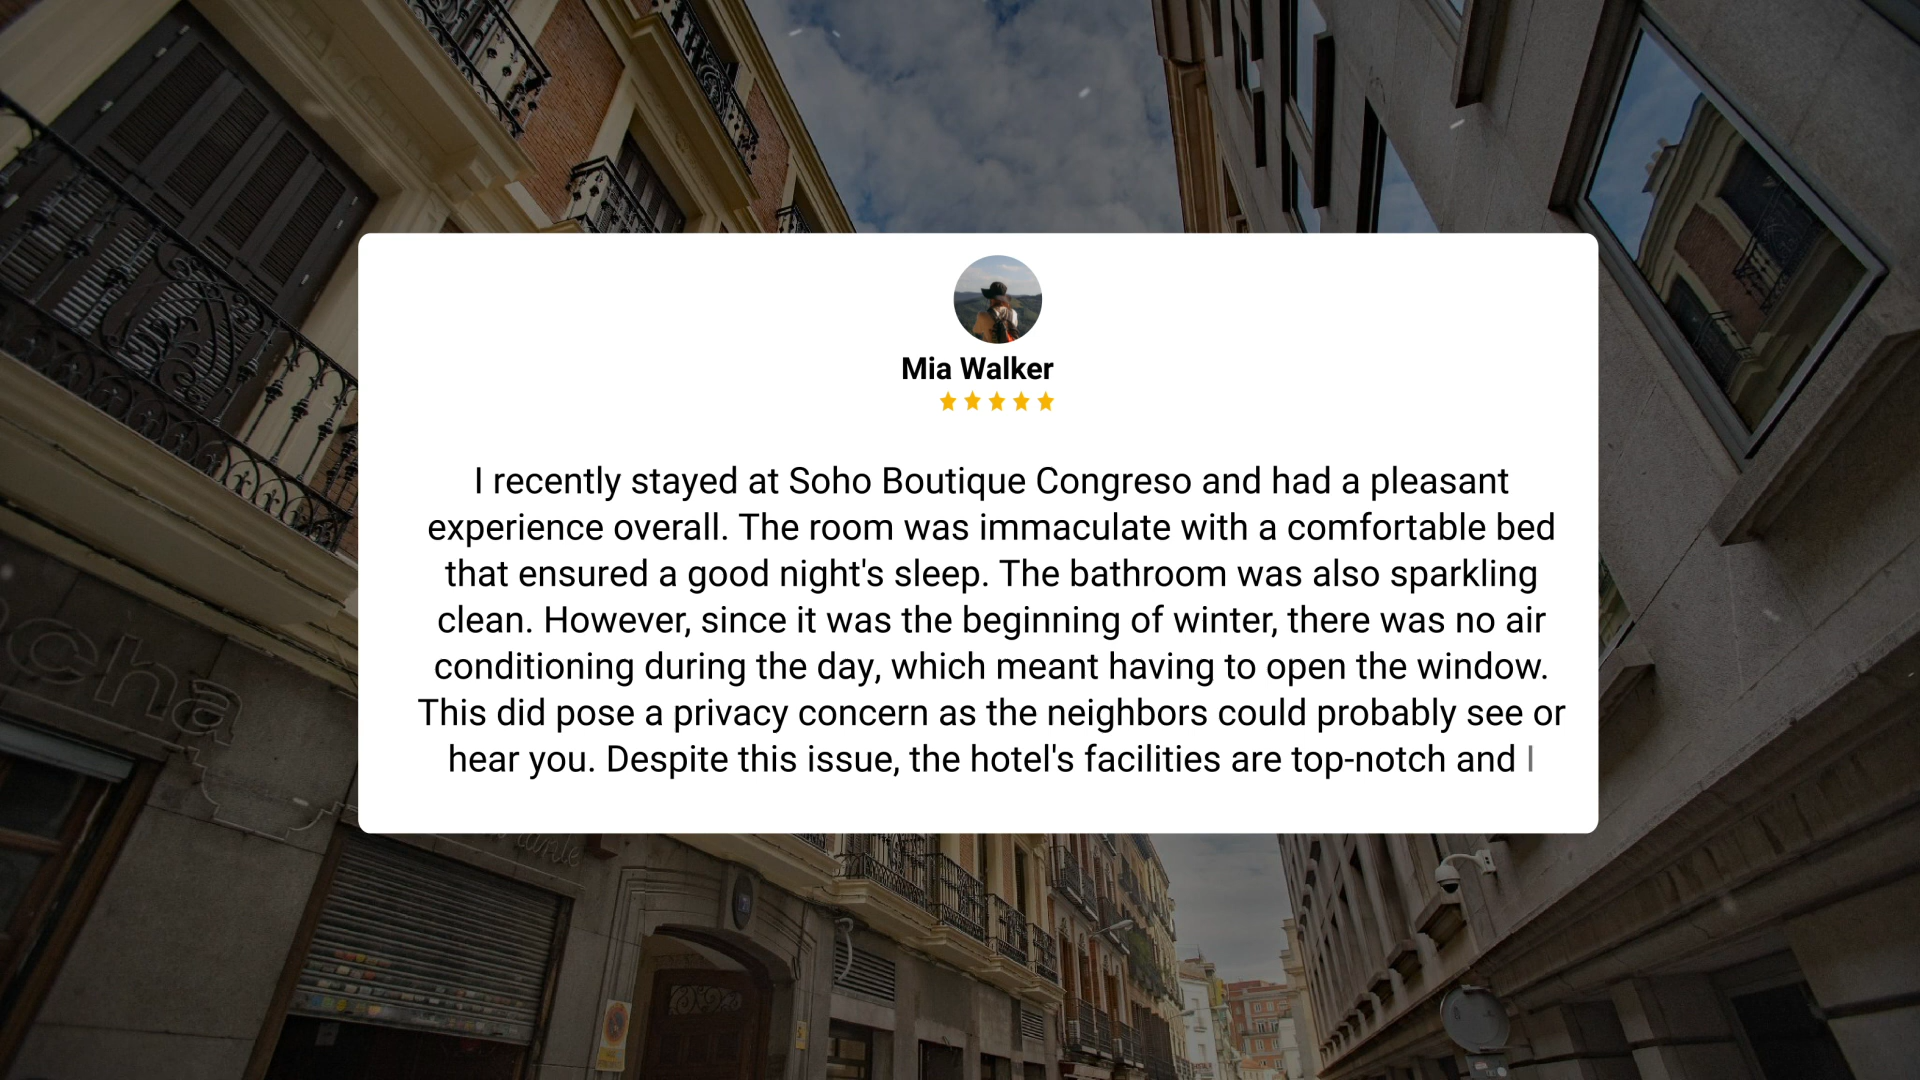 Mia Walker
I recently stayed at Soho Boutique Congreso and had a pleasant
experience overall. The room was immaculate with a comfortable bed
that ensured a good night's sleep. The bathroom was also sparkling
clean. However, since it was the beginning of winter, there was no air
conditioning during the day, which meant having to open the window.
This did pose a privacy concern as the neighbors could probably see or
hear you. Despite this issue, the hotel's facilities are top-notch and I